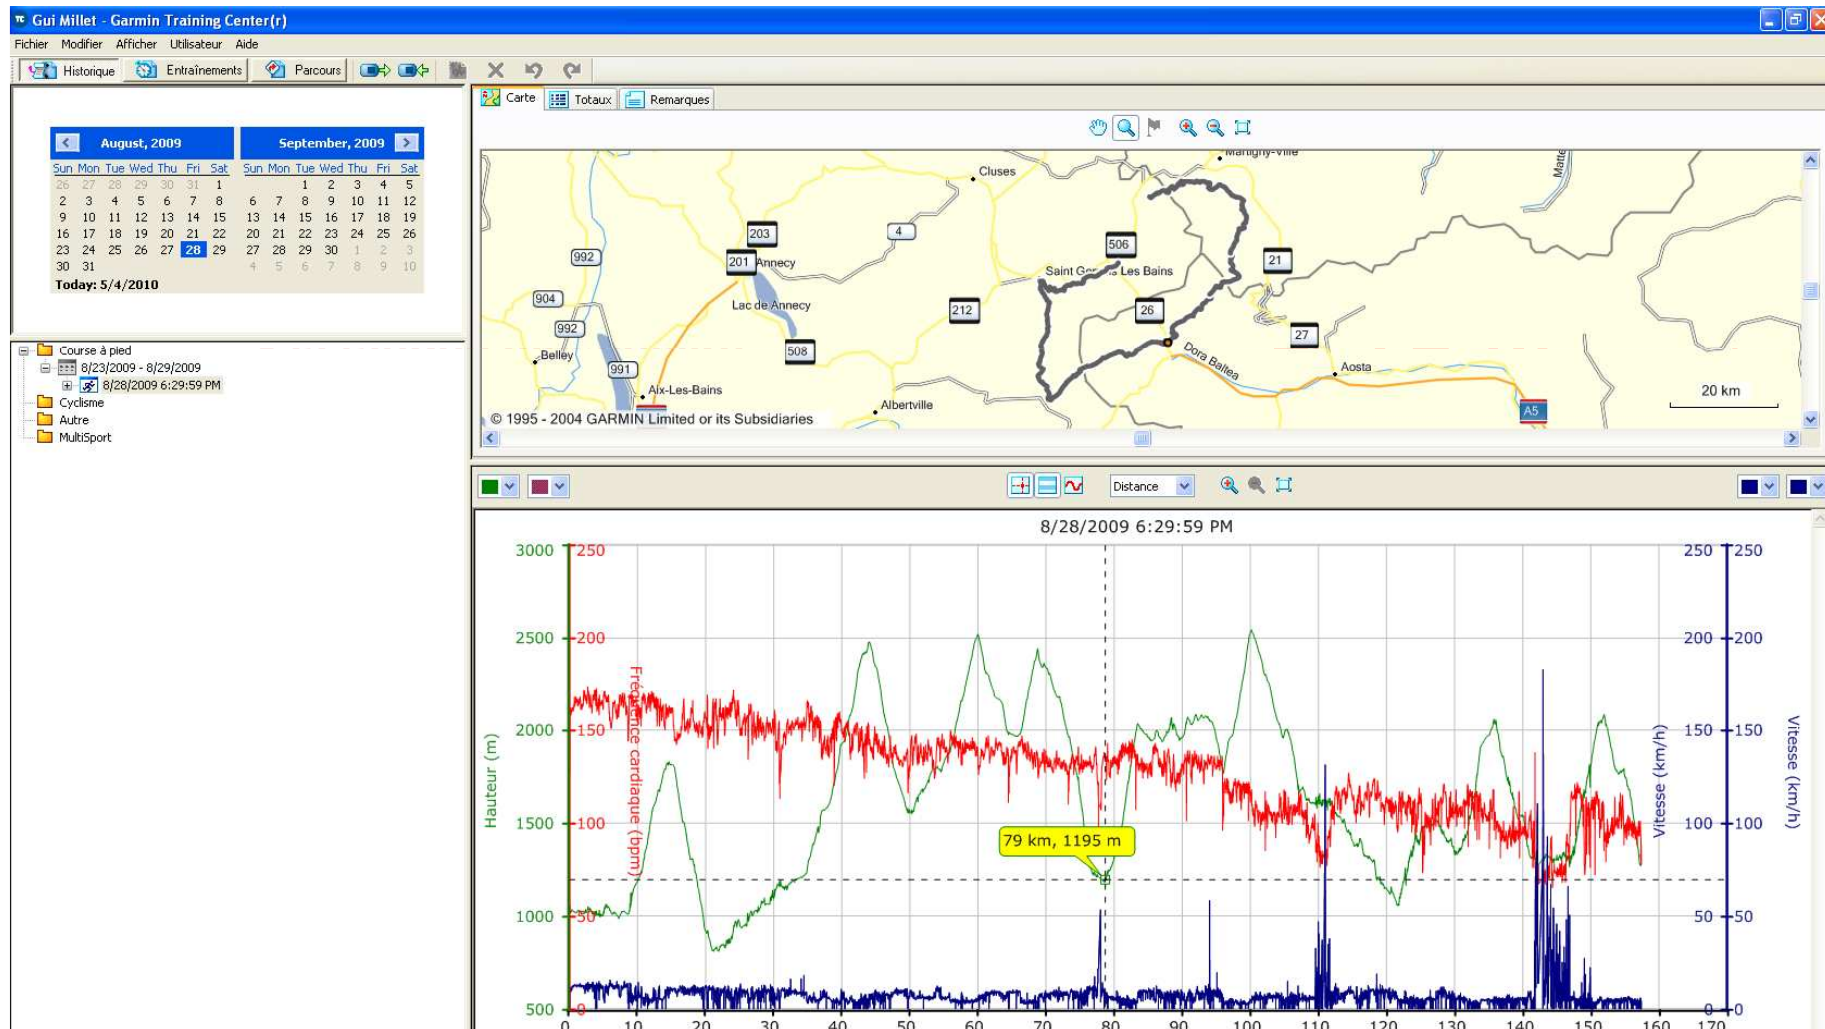 Gui Millet - Garmin Training Center(r)
Fichier Modifier Afficher Utilisateur Aide
Historique Entraînements Parcours
Carte Totaux Remarques
August, 2009 September, 2009
Sun Mon Tue Wed Thu Fri Sat Sun Mon Tue Wed Thu Fri Sat
26 27 28 29 30 31 1 1 2 3 4 5
2 3 4 5 6 7 8 6 7 8 9 10 11 12
9 10 11 12 13 14 15 13 14 15 16 17 18 19
16 17 18 19 20 21 22 20 21 22 23 24 25 26
23 24 25 26 27 28 29 27 28 29 30 1 2 3
30 31 4 5 6 7 8 9 10
Today: 5/4/2010
Course à pied
8/23/2009 - 8/29/2009
8/28/2009 6:29:59 PM
Cyclisme
Autre
MultiSport
Martigny-Ville
Matte
Cluses
203
4
506
992
201 Annecy
21
Saint Ge Les Bains
904
Lac de Annecy
212
26
992
27
508
Dora Baltea
Belley
991
Aosta
Aix-Les-Bains
20 km
Albertville
A5
© 1995 - 2004 GARMIN Limited or its Subsidiaries
Distance
8/28/2009 6:29:59 PM
3000 250 250 250
2500 200 200 200
2000 150 150 150
1500 100 100 100
1000 50 50 50
500 0 0 0
Hauteur (m)
Fréquence cardiaque (bpm)
Vitesse (km/h)
Vitesse (km/h)
79 km, 1195 m
0 10 20 30 40 50 60 70 80 90 100 110 120 130 140 150 160 170